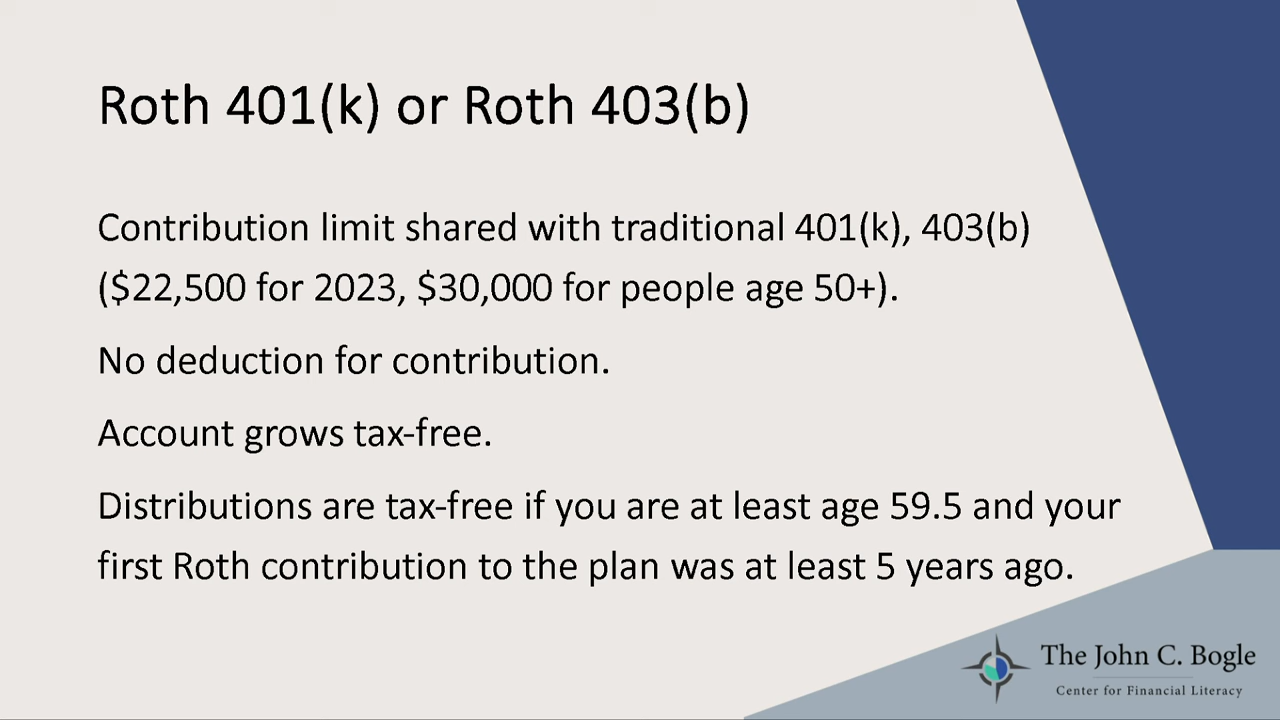 Roth 401(k) or Roth 403(b)
Contribution limit shared with traditional 401(k), 403(b)
($22,500 for 2023, $30,000 for people age 50+).
No deduction for contribution.
Account grows tax-free.
Distributions are tax-free if you are at least age 59.5 and your
first Roth contribution to the plan was at least 5 years ago.
The John C. Bogle
Center for Financial Literacy